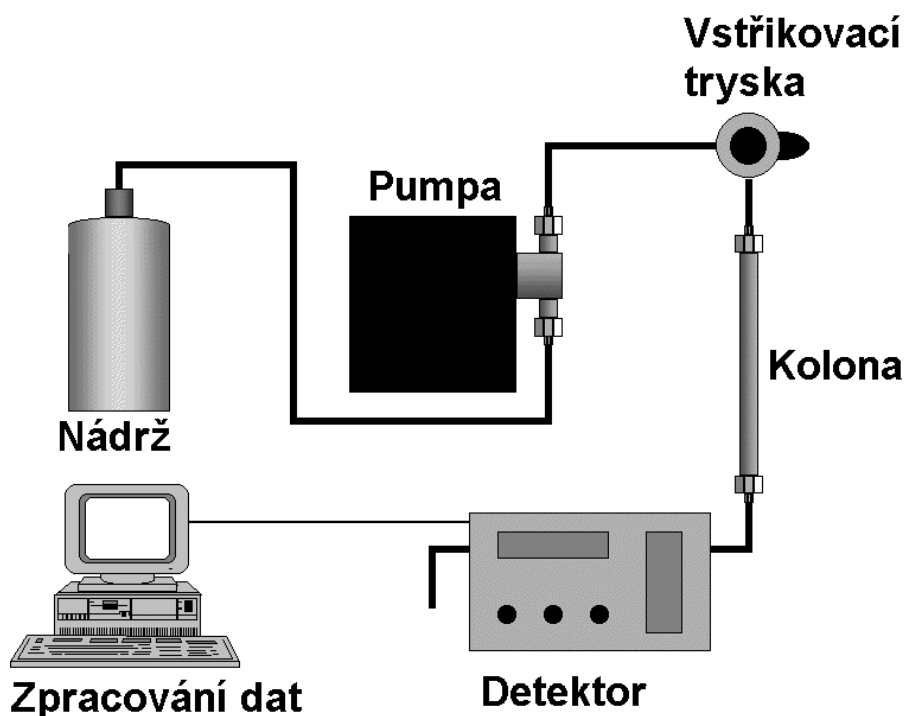 Vstřikovací
tryska
Pumpa
Kolona
Nádrž
Zpracování dat
Detektor